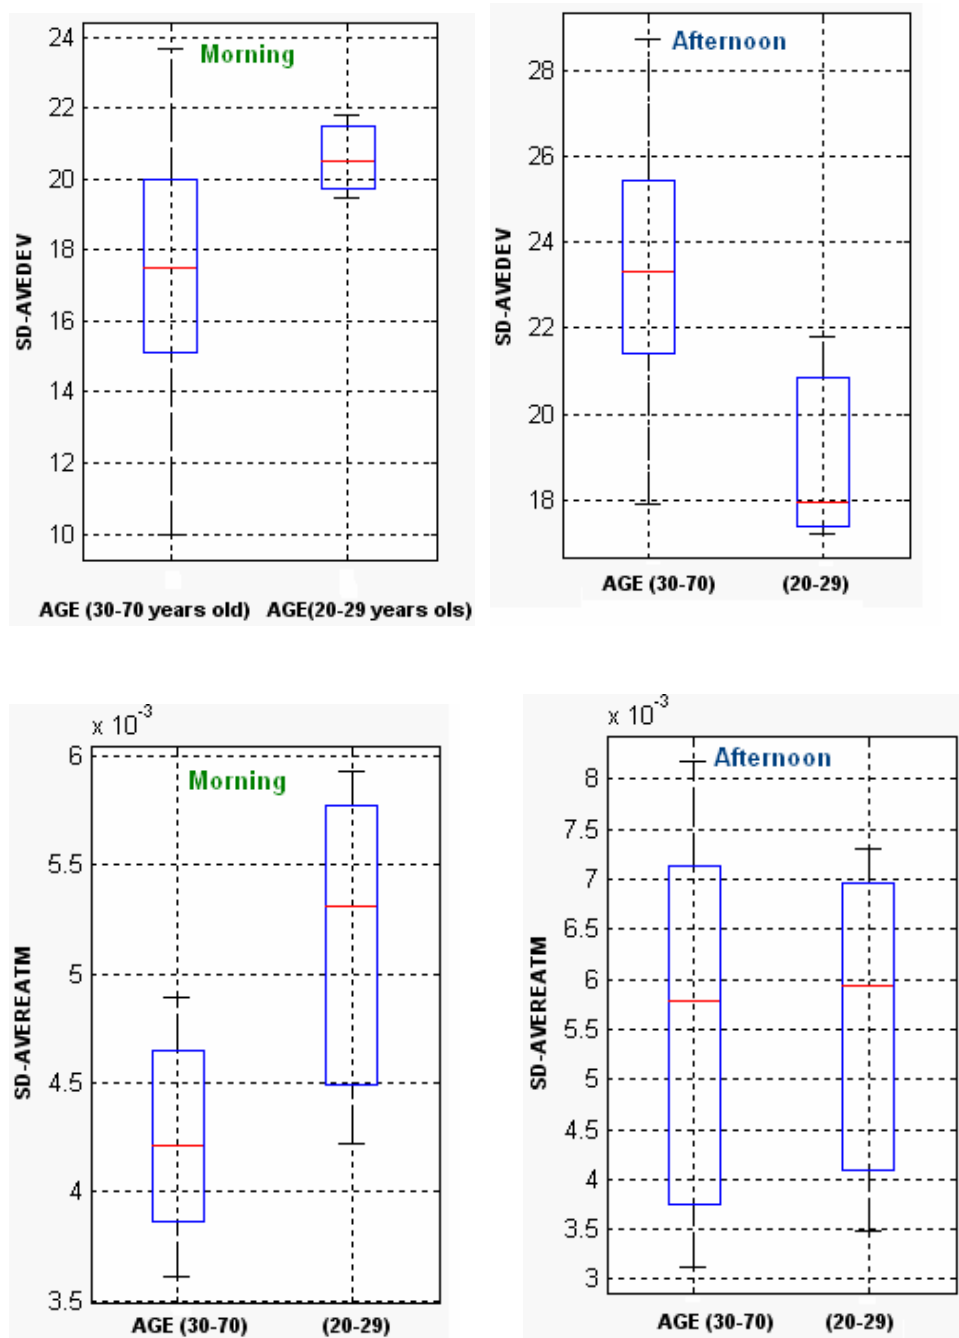 Morning
24
22
20
18
16
14
12
10
SD-AVEDEV
AGE (30-70 years old) AGE(20-29 years ols)
Afternoon
28
26
24
22
20
18
SD-AVEDEV
AGE (30-70) (20-29)
x 10-3
Morning
6
5.5
5
4.5
4
3.5
SD-AVEREATM
AGE (30-70) (20-29)
x 10-3
Afternoon
8
7.5
7
6.5
6
5.5
5
4.5
4
3.5
3
SD-AVEREATM
AGE (30-70) (20-29)